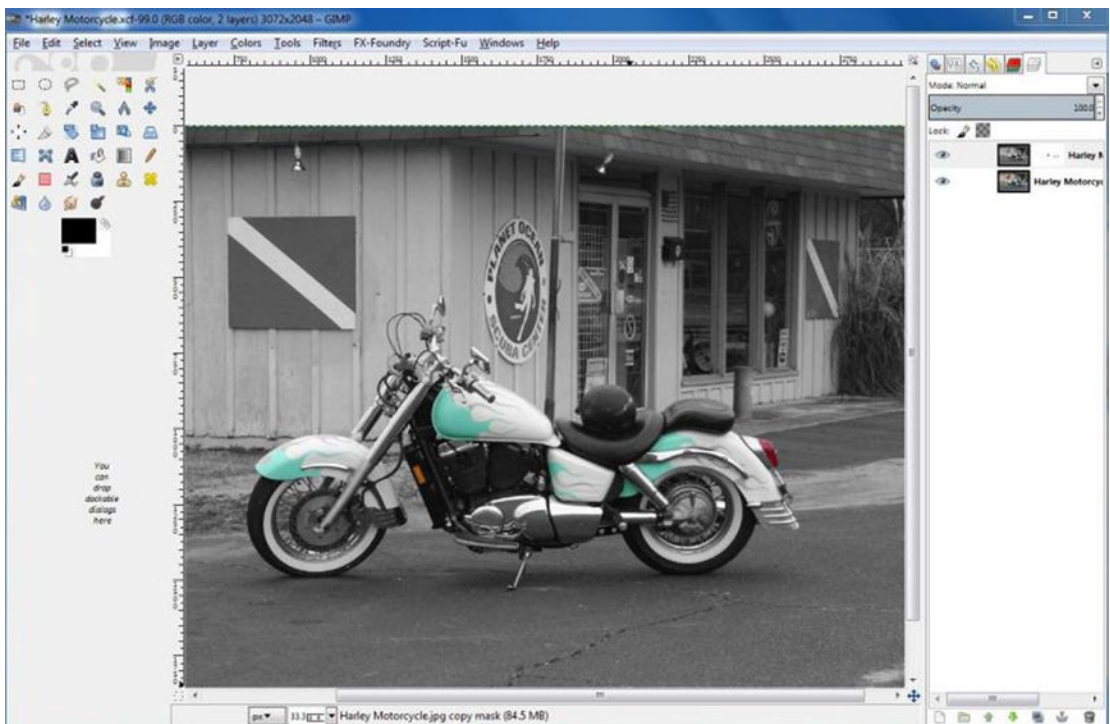 *Harley Motorcycle.xcf-99.0 (RGB color, 2 layers) 3072x2048 – GIMP
File Edit Select View Image Layer Colors Tools Filters FX-Foundry Script-Fu Windows Help
Mode: Normal
Opacity 100.0
Lock:
Harley M
Harley Motorcyc
PLANET OCEAN
SCUBA CENTER
You
can
drop
dockable
dialogs
here
px 33.3
Harley Motorcycle.jpg copy mask (84.5 MB)